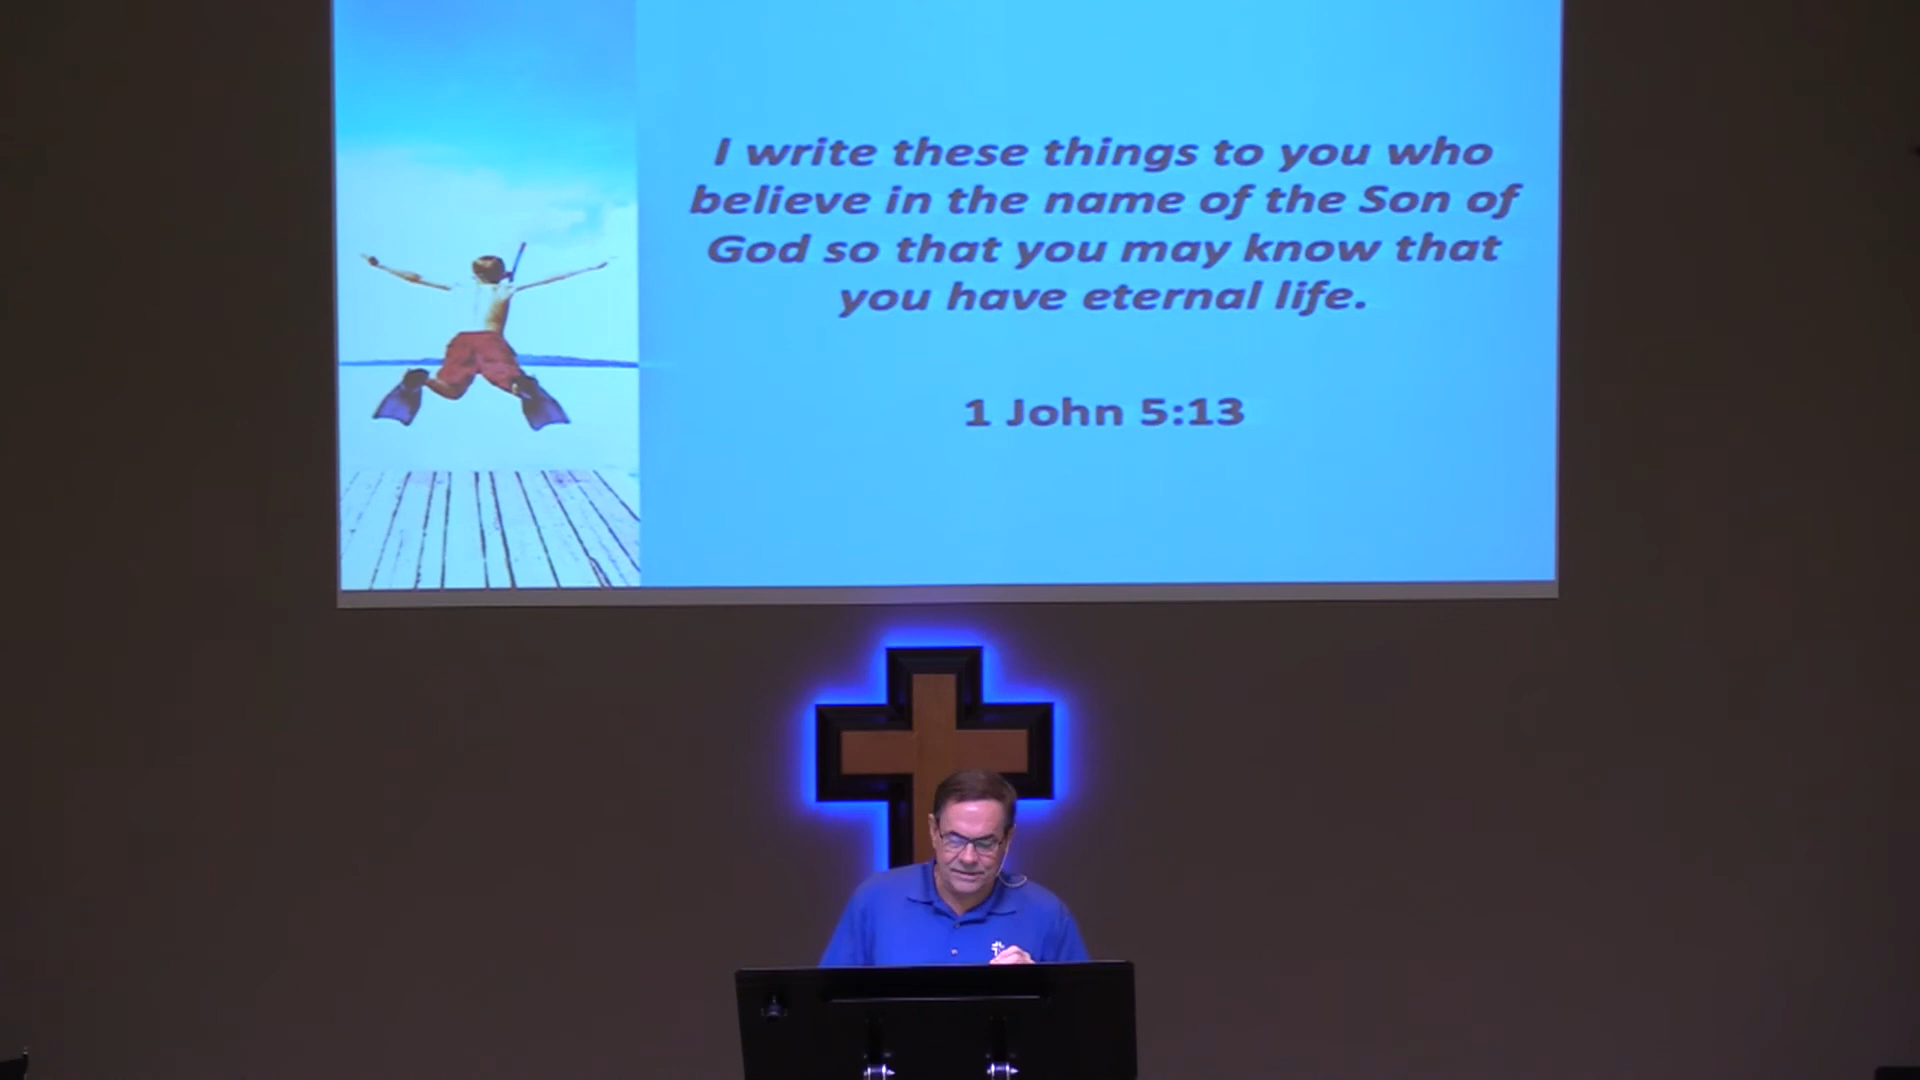 I write these things to you who
believe in the name of the Son of
God so that you may know that
you have eternal life.
1 John 5:13